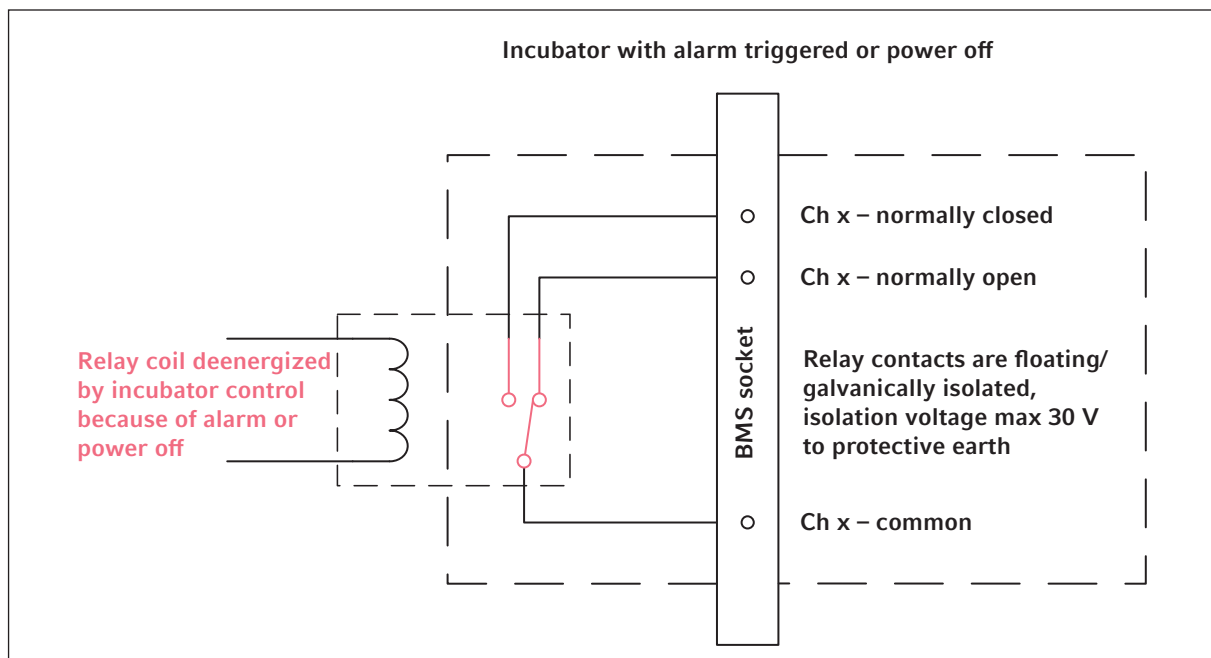 Incubator with alarm triggered or power off
Ch x – normally closed
Ch x – normally open
Relay coil deenergized
by incubator control
because of alarm or
power off
BMS socket
Relay contacts are floating/
galvanically isolated,
isolation voltage max 30 V
to protective earth
Ch x – common